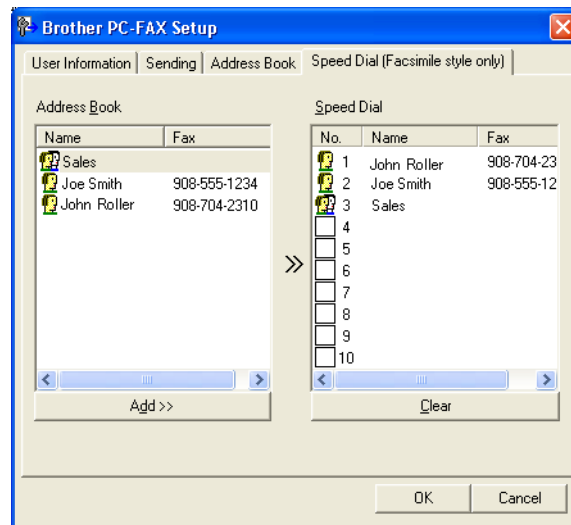 Brother PC-FAX Setup
User Information Sending Address Book Speed Dial (Facsimile style only)
Address Book Speed Dial
Name Fax No. Name Fax
Sales 1 John Roller 908-704-23
Joe Smith 908-555-1234 2 Joe Smith 908-555-12
John Roller 908-704-2310 3 Sales
4
5
6
>>
7
8
9
10
Add >> Clear
OK Cancel